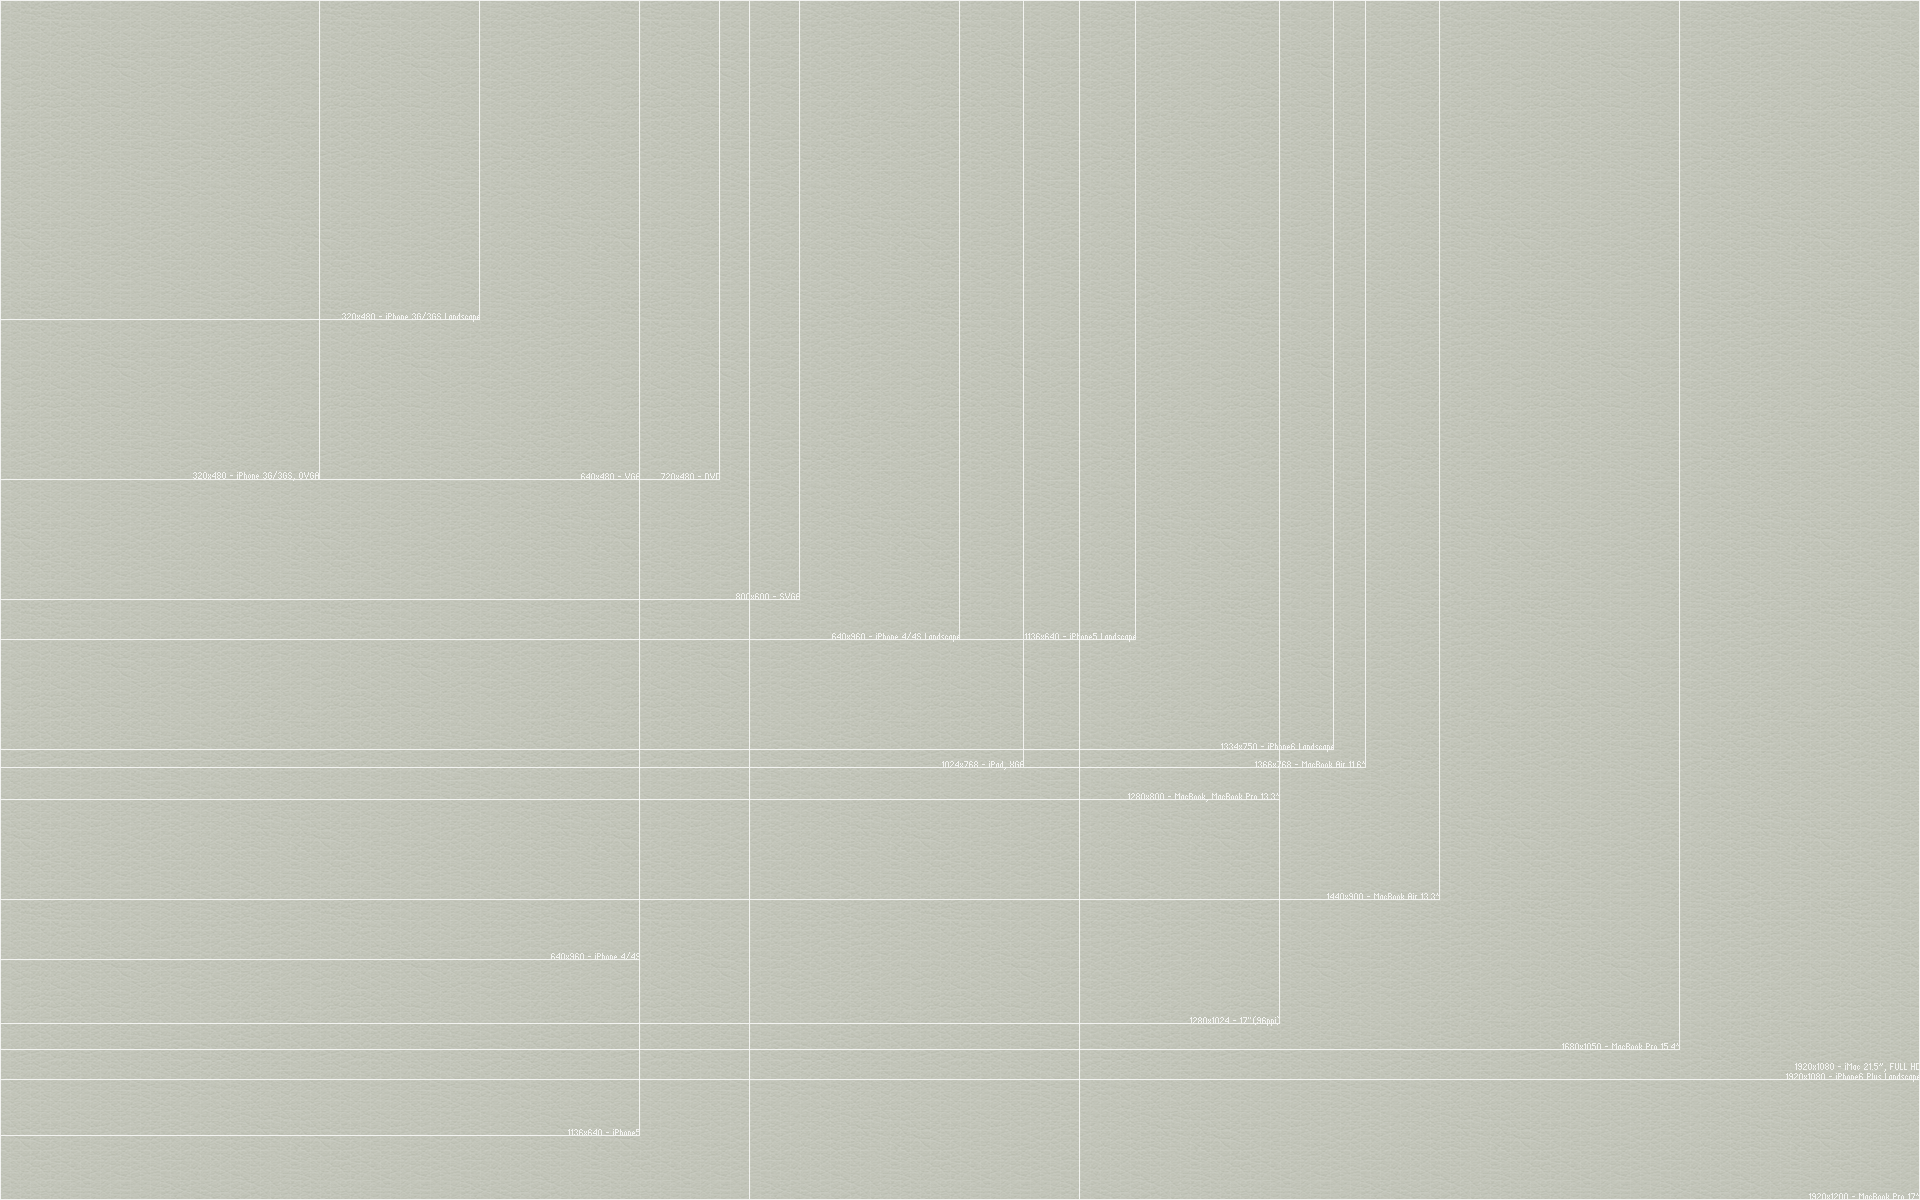 320x480 - iPhone 3G/3GS Landscape
320x480 - iPhone 3G/3GS, QVGA
640x480 - VGA
720x480 - DVD
800x600 - SVGA
640x960 - iPhone 4/4S Landscape
1136x640 - iPhone5 Landscape
1334x750 - iPhone6 Landscape
1024x768 - iPad, XGA
1366x768 - MacBook Air 11.6"
1280x800 - MacBook, MacBook Pro 13.3"
1440x900 - MacBook Air 13.3"
640x960 - iPhone 4/4S
1280x1024 - 17"(96ppi)
1680x1050 - MacBook Pro 15.4"
1920x1080 - iMac 21.5", FULL HD
1920x1080 - iPhone6 Plus Landscape
1136x640 - iPhone5
1920x1200 - MacBook Pro 17"